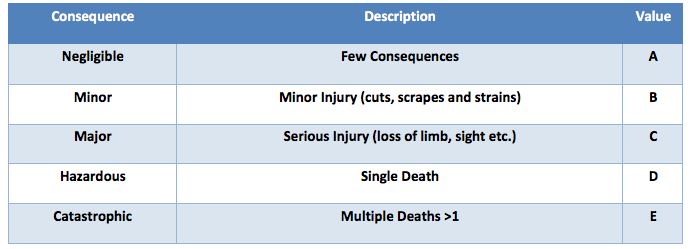 Consequence Description Value
Negligible Few Consequences A
Minor Minor Injury (cuts, scrapes and strains) B
Major Serious Injury (loss of limb, sight etc.) C
Hazardous Single Death D
Catastrophic Multiple Deaths >1 E